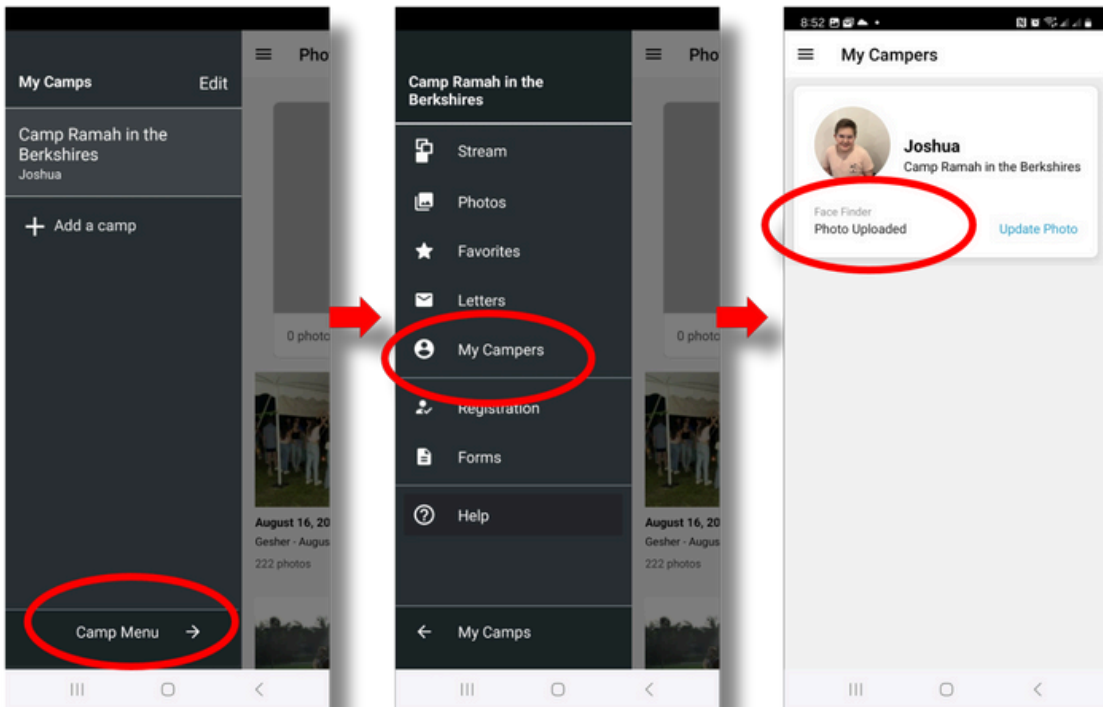 My Camps Edit
Camp Ramah in the
Berkshires
Joshua
Add a camp
Camp Menu
Pho
0 photo
August 16, 20
Gesher - Augus
222 photos
Camp Ramah in the
Berkshires
Stream
Photos
Favorites
Letters
My Campers
Registration
Forms
Help
My Camps
Pho
0 photo
August 16, 20
Gesher - Augus
222 photos
8:52
My Campers
Joshua
Camp Ramah in the Berkshires
Face Finder
Photo Uploaded Update Photo